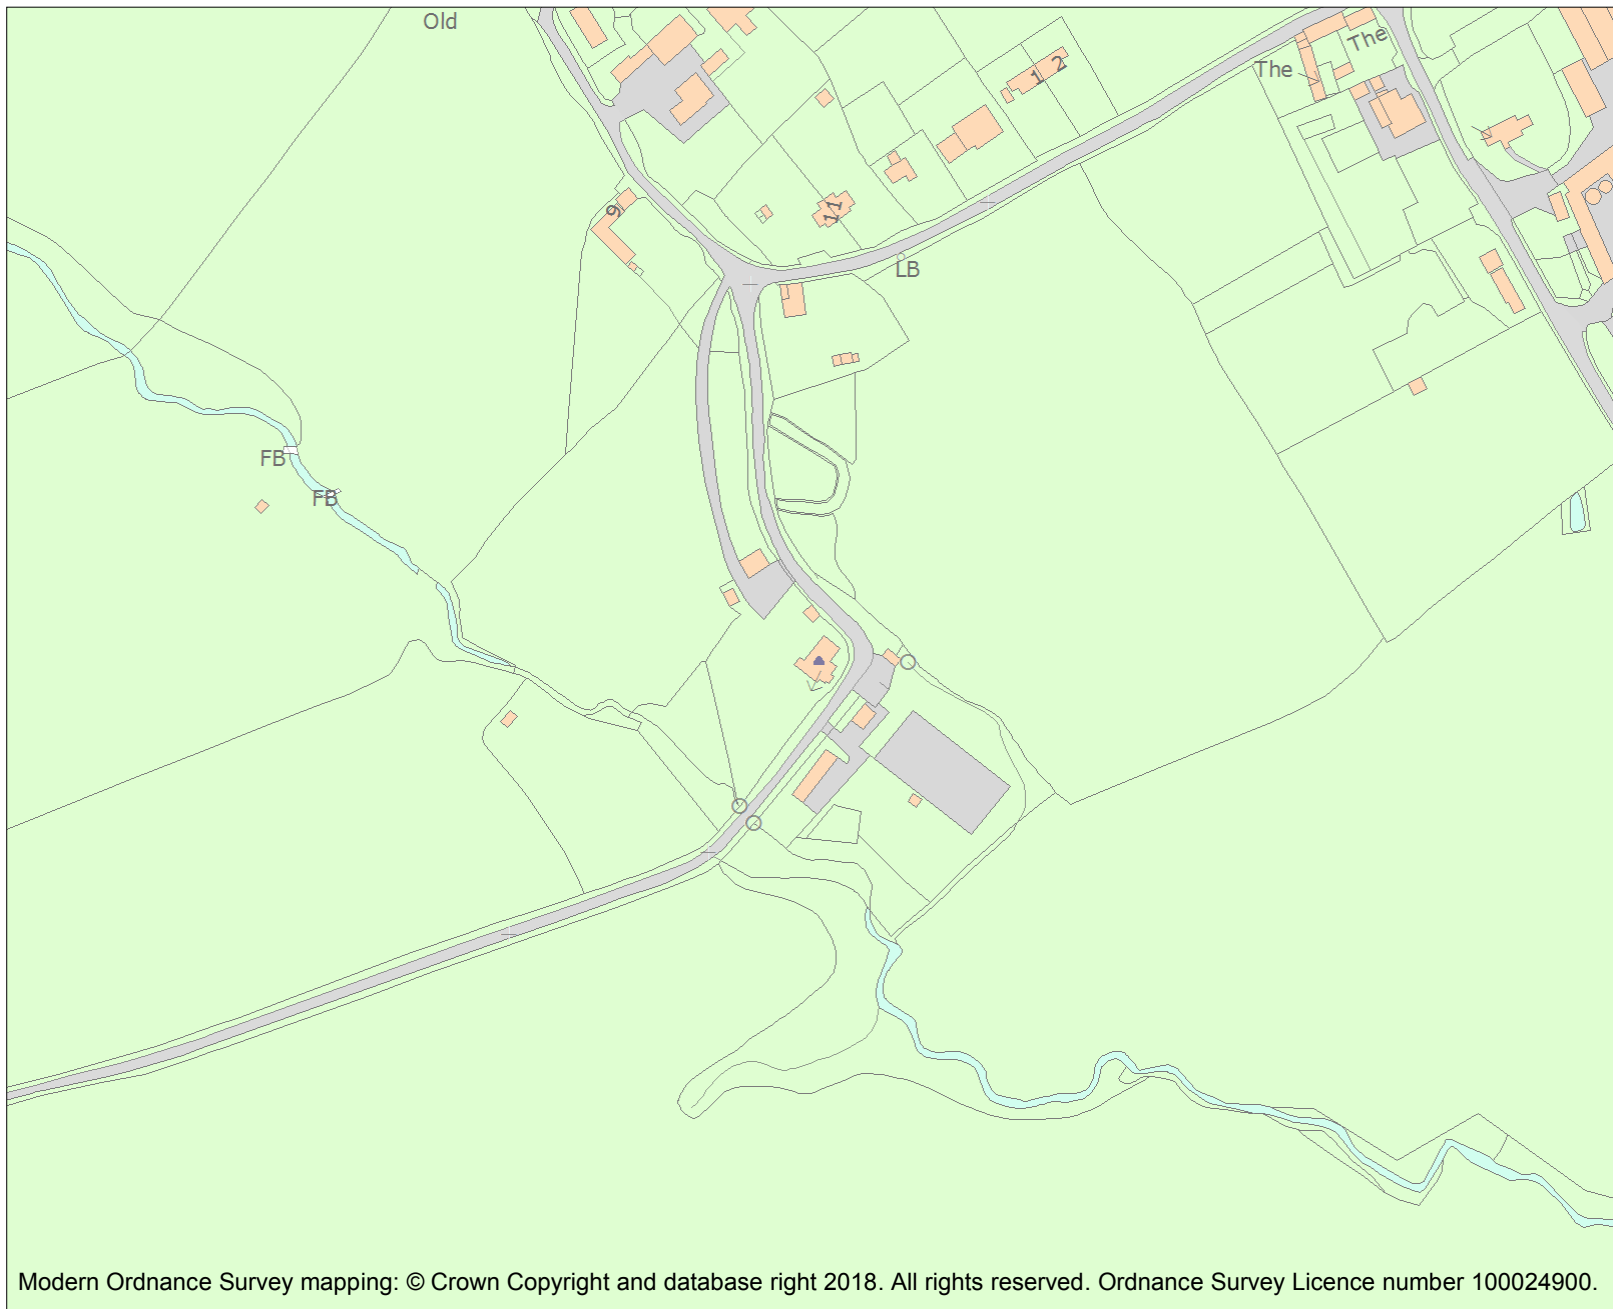 Old
The
The
1 2
9
11
LB
FB
FB
Modern Ordnance Survey mapping: © Crown Copyright and database right 2018. All rights reserved. Ordnance Survey Licence number 100024900.